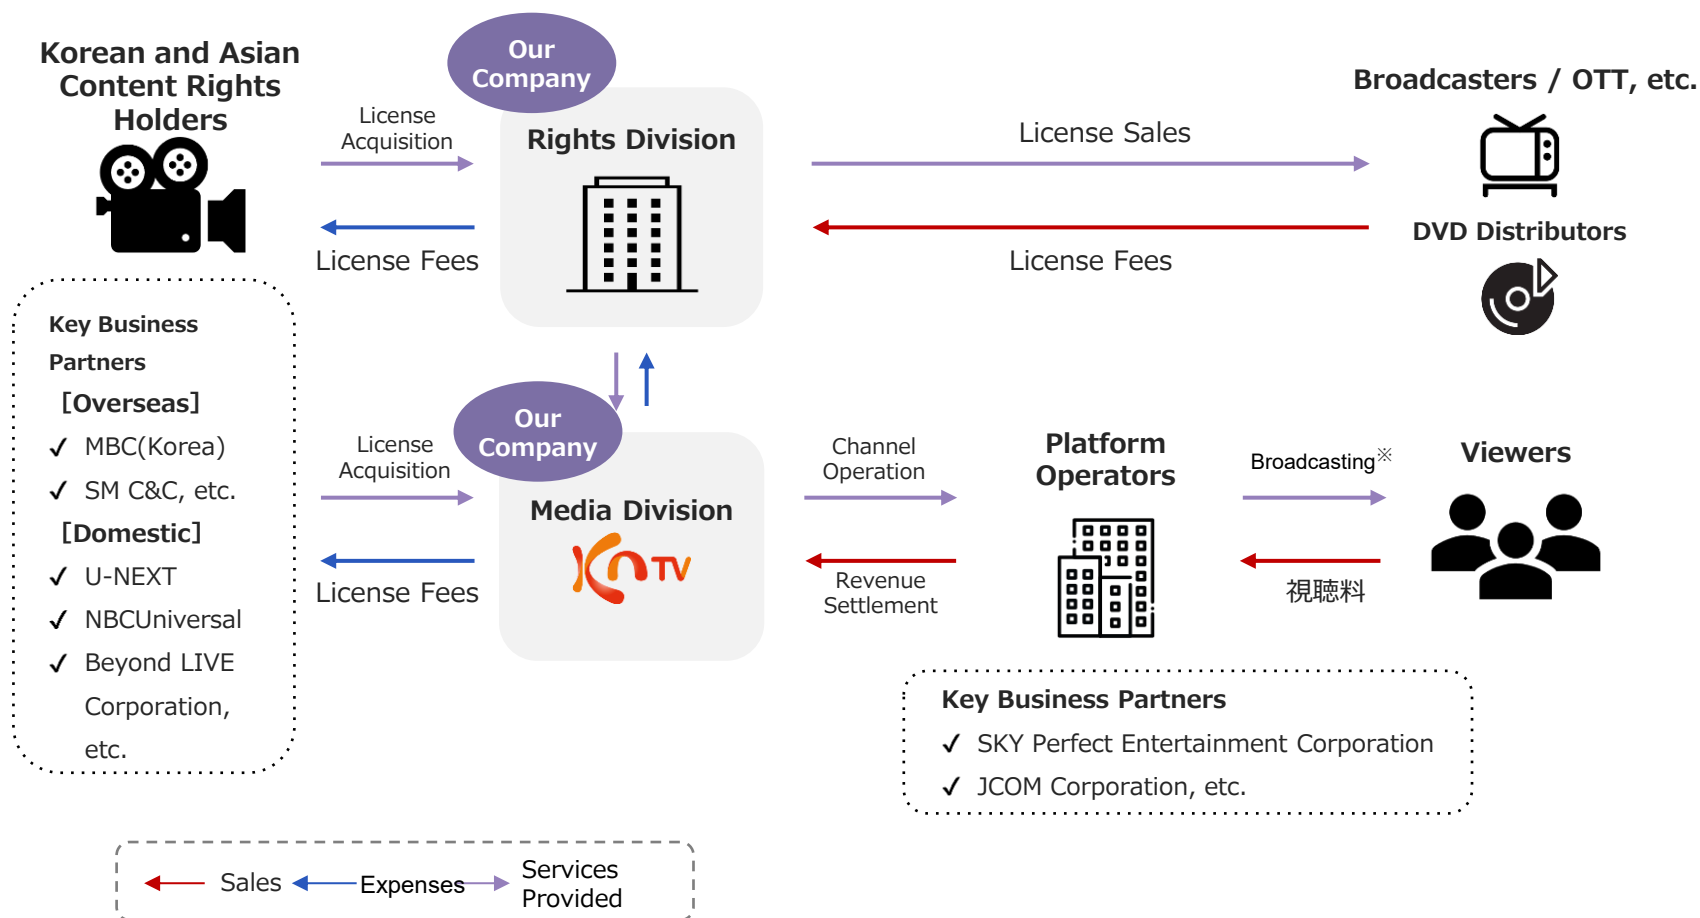 Korean and Asian
Content Rights
Holders
Our
Company
Rights Division
License
Acquisition
License Fees
License Sales
License Fees
Broadcasters / OTT, etc.
DVD Distributors
Key Business
Partners
[Overseas]
✓ MBC(Korea)
✓ SM C&C, etc.
[Domestic]
✓ U-NEXT
✓ NBCUniversal
✓ Beyond LIVE
Corporation,
etc.
Our
Company
Media Division
KnTV
License
Acquisition
License Fees
Channel
Operation
Revenue
Settlement
Platform
Operators
Broadcasting※
視聴料
Viewers
Key Business Partners
✓ SKY Perfect Entertainment Corporation
✓ JCOM Corporation, etc.
Sales
Expenses
Services
Provided